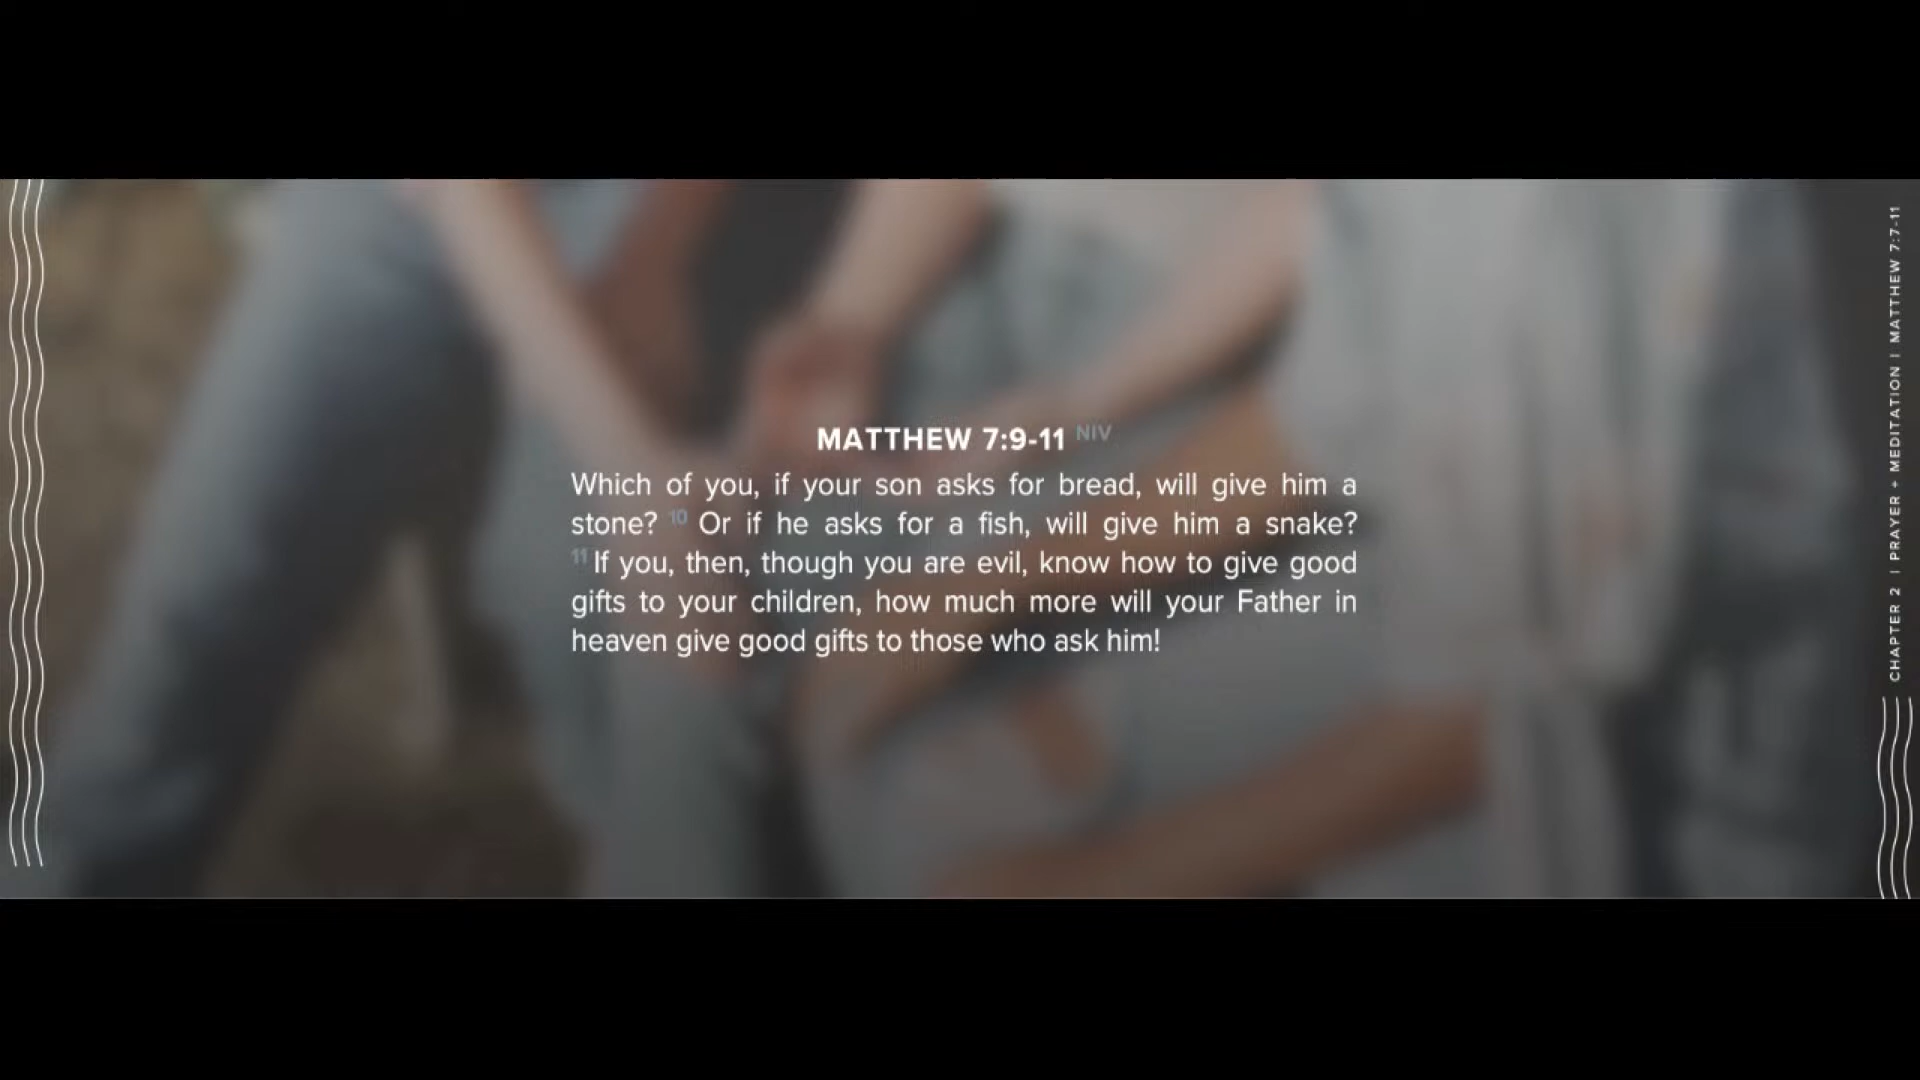 MATTHEW 7:9-11 NIV
Which of you, if your son asks for bread, will give him a
stone? 10 Or if he asks for a fish, will give him a snake?
11 If you, then, though you are evil, know how to give good
gifts to your children, how much more will your Father in
heaven give good gifts to those who ask him!
CHAPTER 2 | PRAYER + MEDITATION | MATTHEW 7:7-11